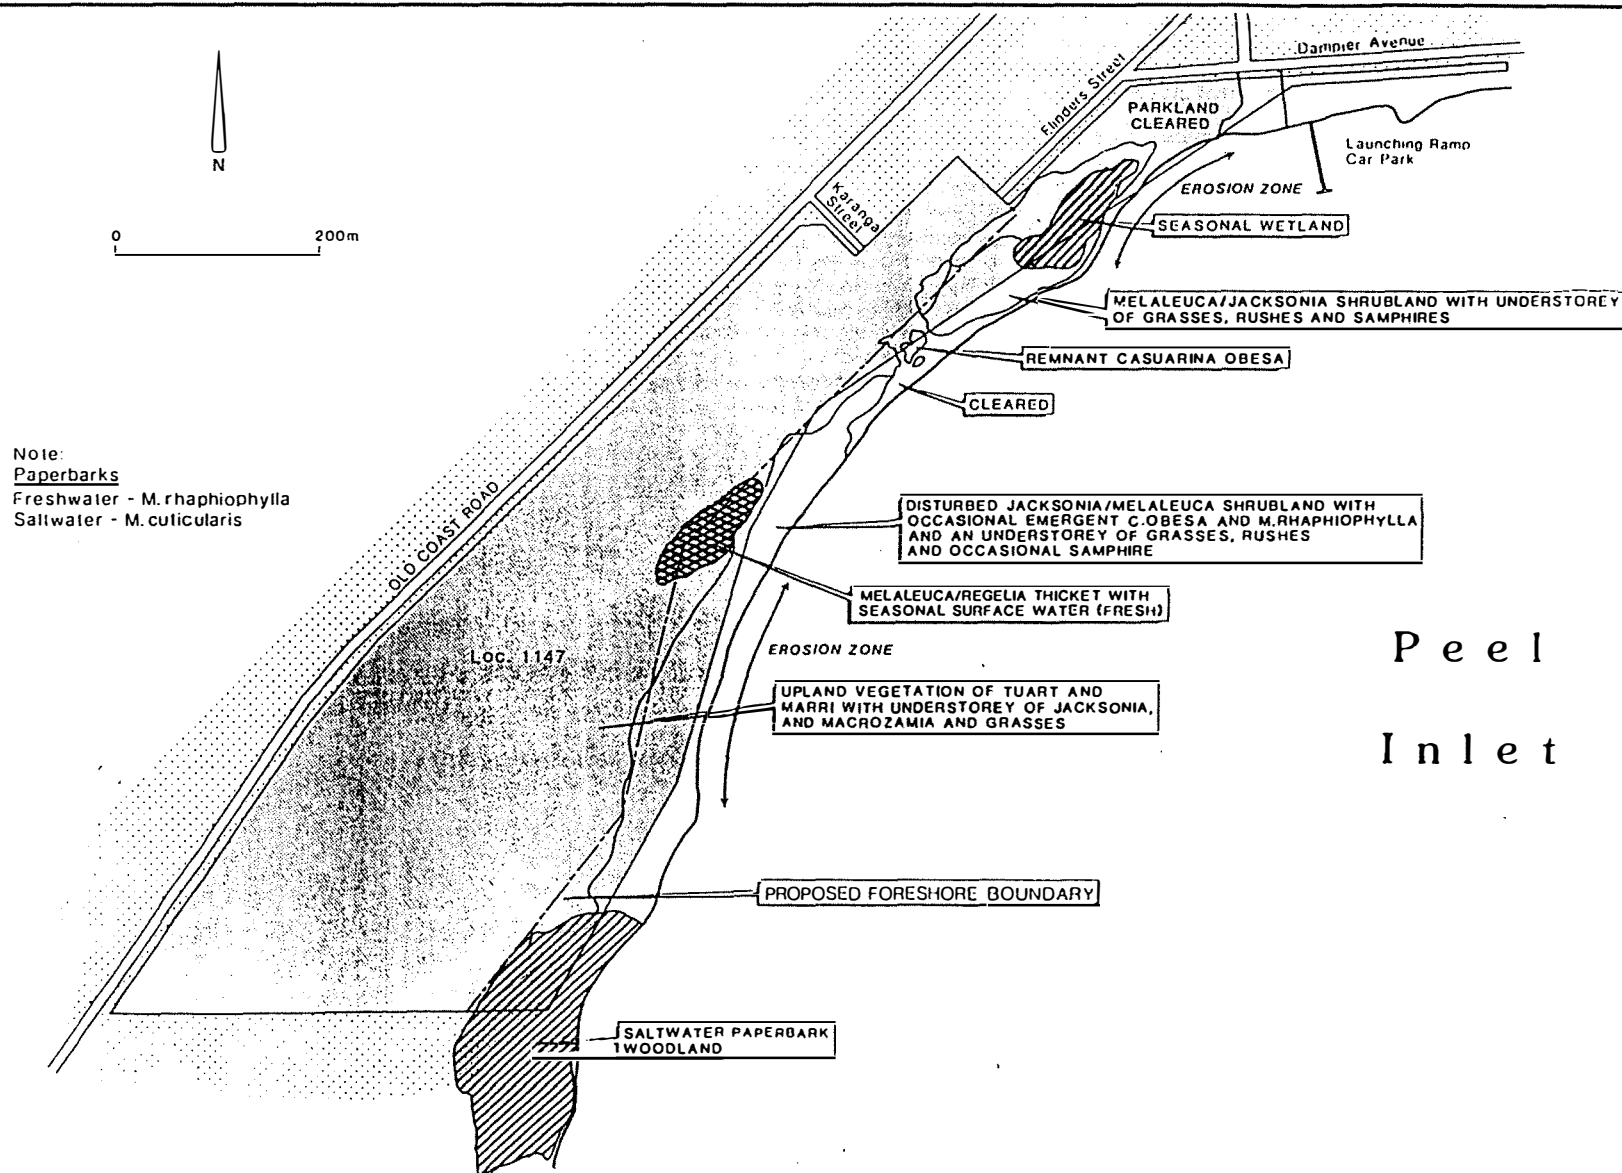 Dampier Avenue
Flinders Street
PARKLAND
CLEARED
Launching Ramp
Car Park
N
EROSION ZONE
Karanga
Street
SEASONAL WETLAND
0 200m
MELALEUCA/JACKSONIA SHRUBLAND WITH UNDERSTOREY
OF GRASSES, RUSHES AND SAMPHIRES
REMNANT CASUARINA OBESA
CLEARED
Note:
Paperbarks
Freshwater - M. rhaphiophylla
Saltwater - M. cuticularis
OLD COAST ROAD
DISTURBED JACKSONIA/MELALEUCA SHRUBLAND WITH
OCCASIONAL EMERGENT C.OBESA AND M.RHAPHIOPHYLLA
AND AN UNDERSTOREY OF GRASSES, RUSHES
AND OCCASIONAL SAMPHIRE
MELALEUCA/REGELIA THICKET WITH
SEASONAL SURFACE WATER (FRESH)
EROSION ZONE
Loc. 1147
Peel
Inlet
UPLAND VEGETATION OF TUART AND
MARRI WITH UNDERSTOREY OF JACKSONIA,
AND MACROZAMIA AND GRASSES
PROPOSED FORESHORE BOUNDARY
SALTWATER PAPERBARK
WOODLAND